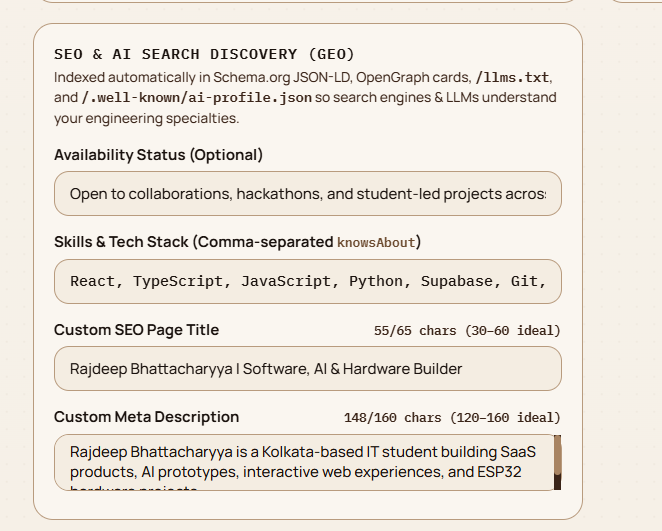 SEO & AI SEARCH DISCOVERY (GEO)
Indexed automatically in Schema.org JSON-LD, OpenGraph cards, /llms.txt,
and /.well-known/ai-profile.json so search engines & LLMs understand
your engineering specialties.
Availability Status (Optional)
Open to collaborations, hackathons, and student-led projects across
Skills & Tech Stack (Comma-separated knowsAbout)
React, TypeScript, JavaScript, Python, Supabase, Git,
Custom SEO Page Title 55/65 chars (30–60 ideal)
Rajdeep Bhattacharyya | Software, AI & Hardware Builder
Custom Meta Description 148/160 chars (120–160 ideal)
Rajdeep Bhattacharyya is a Kolkata-based IT student building SaaS
products, AI prototypes, interactive web experiences, and ESP32
hardware projects.